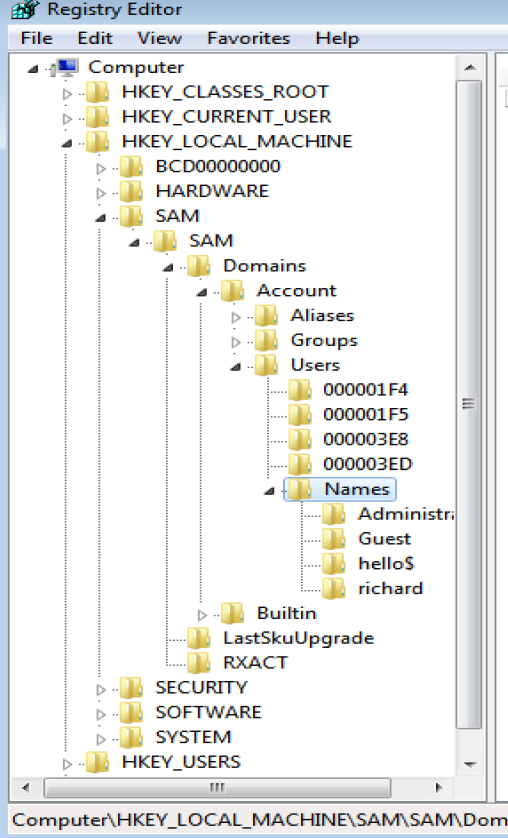 Registry Editor
File Edit View Favorites Help
Computer
HKEY_CLASSES_ROOT
HKEY_CURRENT_USER
HKEY_LOCAL_MACHINE
BCD00000000
HARDWARE
SAM
SAM
Domains
Account
Aliases
Groups
Users
000001F4
000001F5
000003E8
000003ED
Names
Administra
Guest
hello$
richard
Builtin
LastSkuUpgrade
RXACT
SECURITY
SOFTWARE
SYSTEM
HKEY_USERS
Computer\HKEY_LOCAL_MACHINE\SAM\SAM\Dom